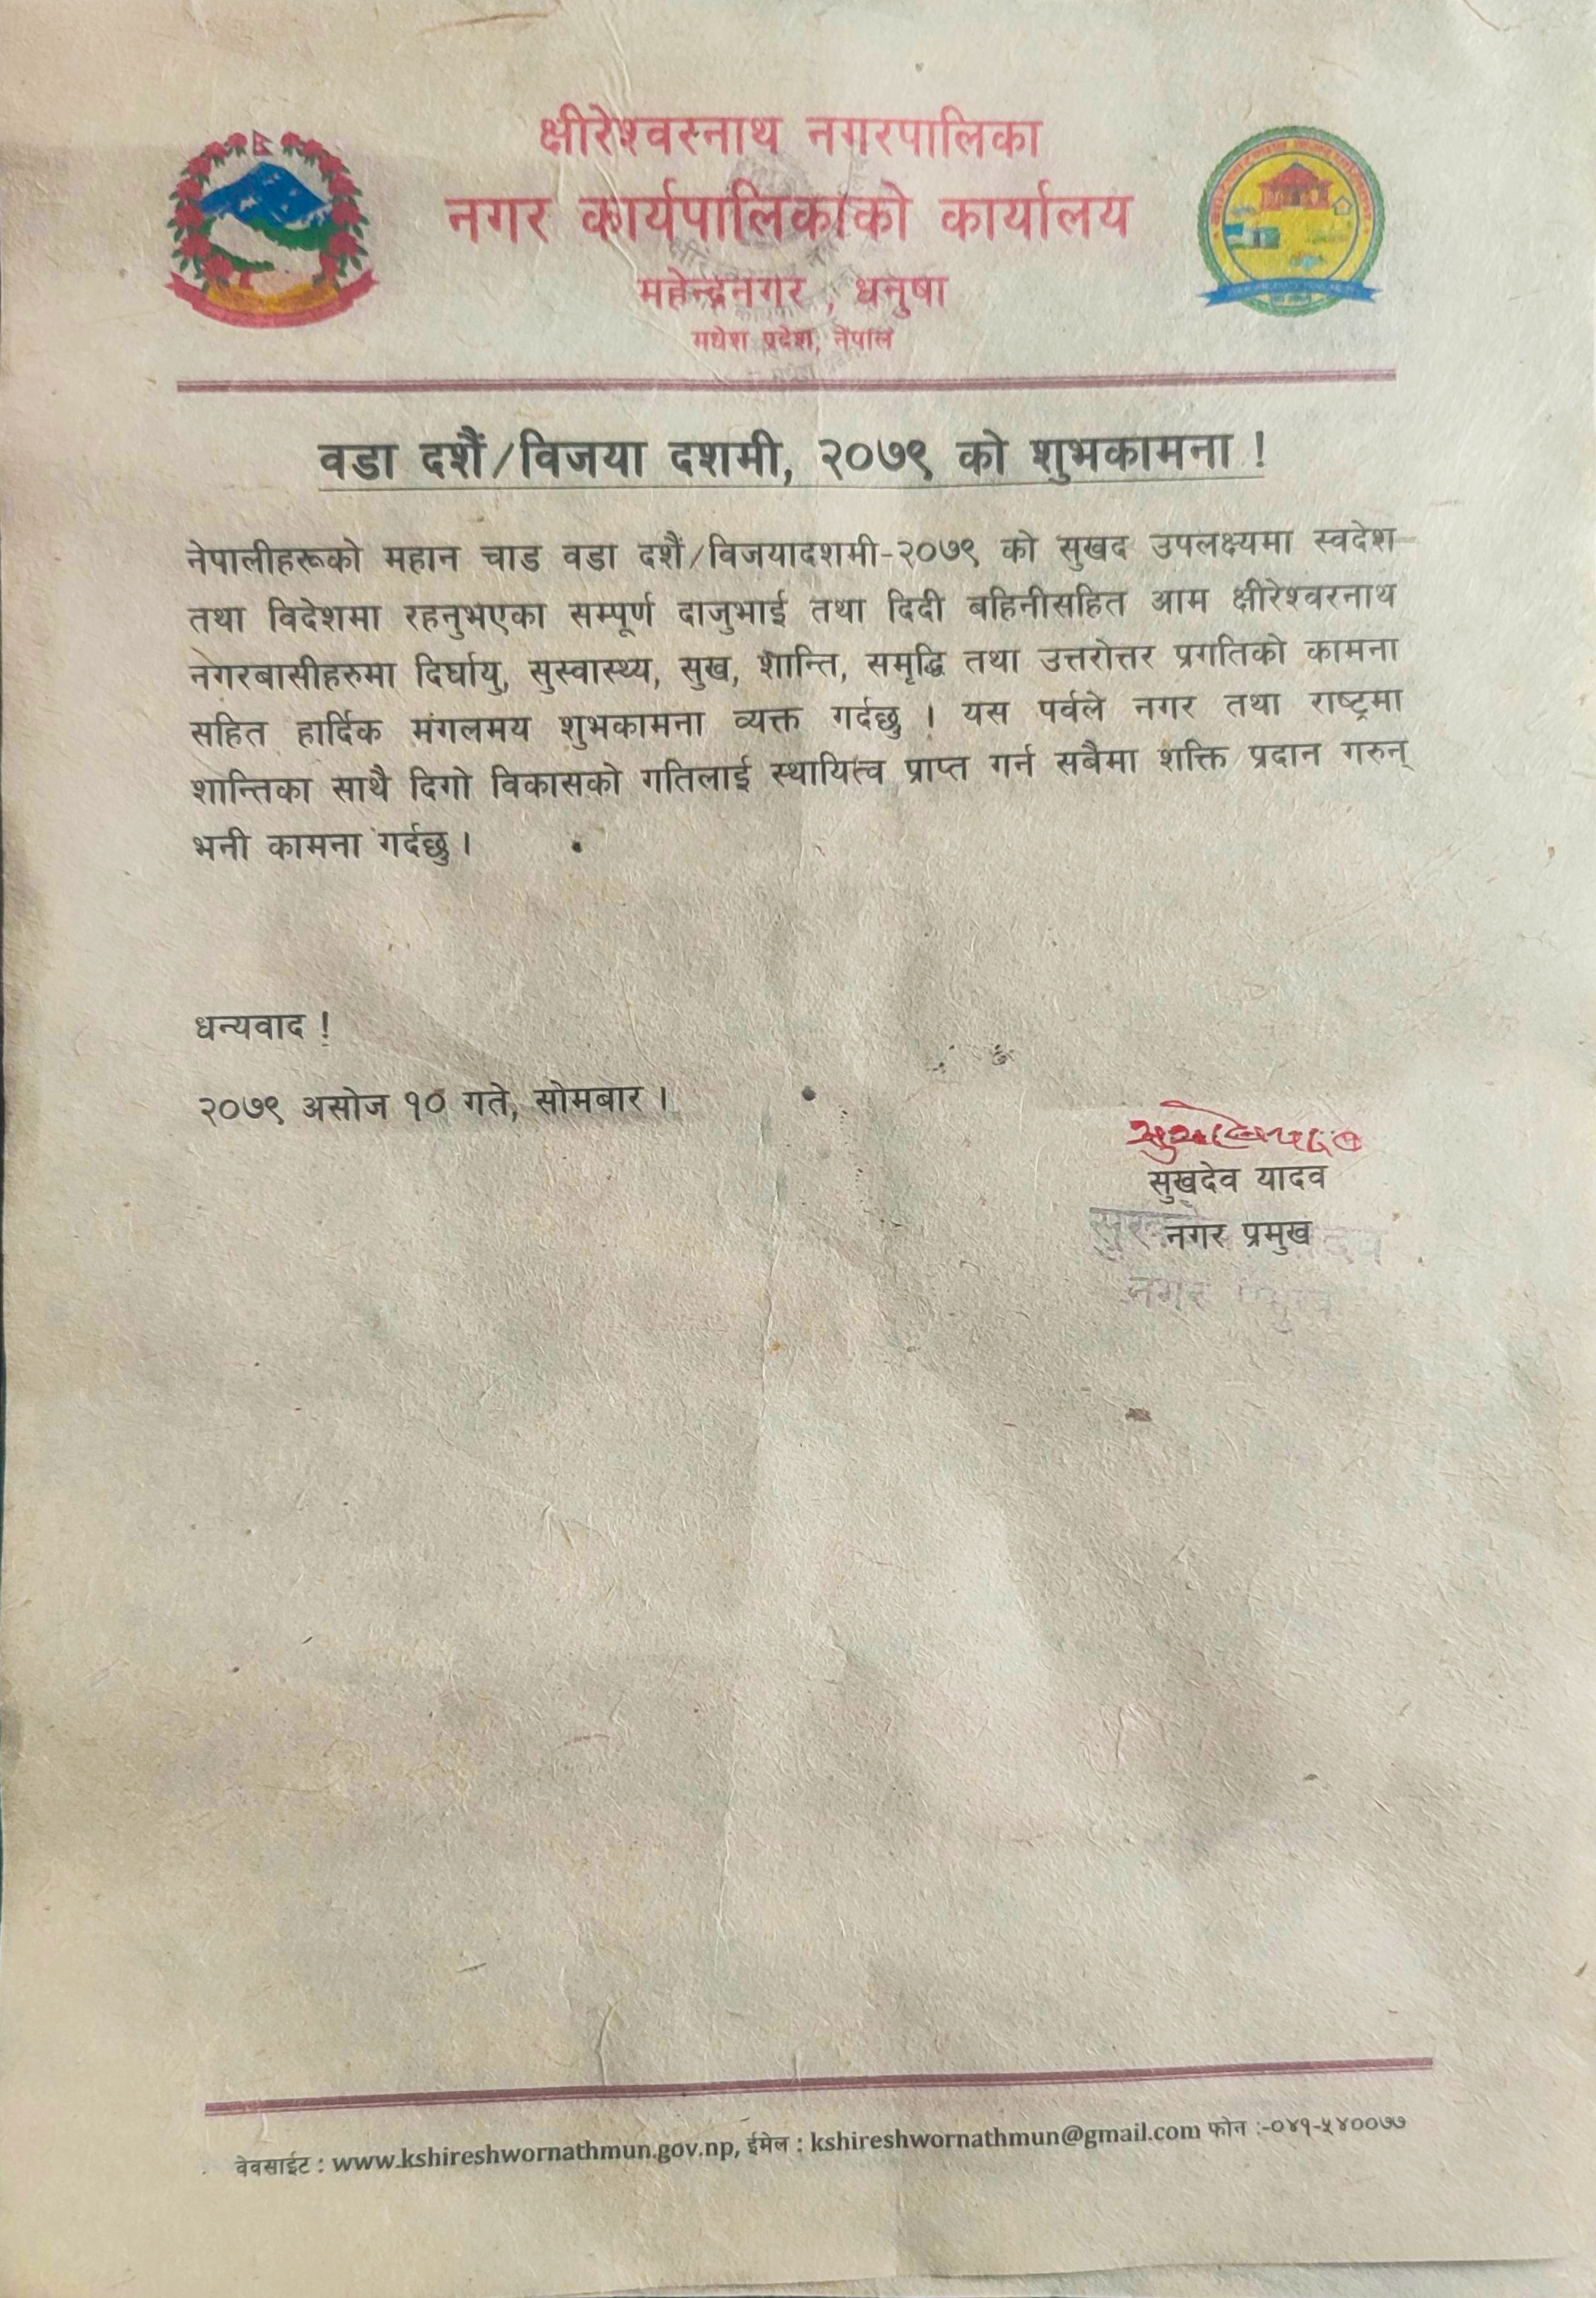 क्षीरेश्वरनाथ नगरपालिका
नगर कार्यपालिकाको कार्यालय
महेन्द्रनगर , धनुषा
मधेश प्रदेश, नेपाल
वडा दशैं/विजया दशमी, २०७९ को शुभकामना !
नेपालीहरूको महान चाड वडा दशैं/विजयादशमी-२०७९ को सुखद उपलक्ष्यमा स्वदेश
तथा विदेशमा रहनुभएका सम्पूर्ण दाजुभाई तथा दिदी बहिनीसहित आम क्षीरेश्वरनाथ
नगरबासीहरुमा दिर्घायु, सुस्वास्थ्य, सुख, शान्ति, समृद्धि तथा उत्तरोत्तर प्रगतिको कामना
सहित हार्दिक मंगलमय शुभकामना व्यक्त गर्दछु । यस पर्वले नगर तथा राष्ट्रमा
शान्तिका साथै दिगो विकासको गतिलाई स्थायित्व प्राप्त गर्न सबैमा शक्ति प्रदान गरुन्
भनी कामना गर्दछु ।
धन्यवाद !
२०७९ असोज १० गते, सोमबार ।
सुखदेव यादव
नगर प्रमुख
वेवसाईट : www.kshireshwornathmun.gov.np, ईमेल : kshireshwornathmun@gmail.com फोन :-०४१-५४००७७